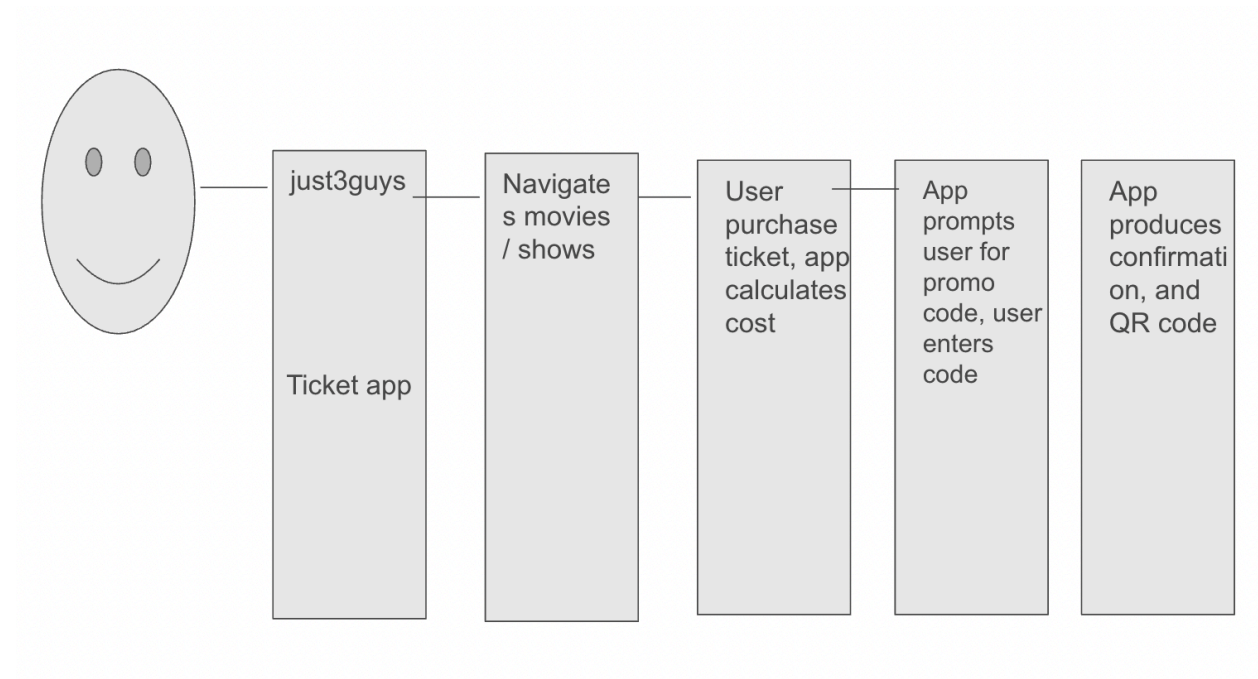 just3guys
Ticket app
Navigate
s movies
/ shows
User
purchase
ticket, app
calculates
cost
App
prompts
user for
promo
code, user
enters
code
App
produces
confirmati
on, and
QR code